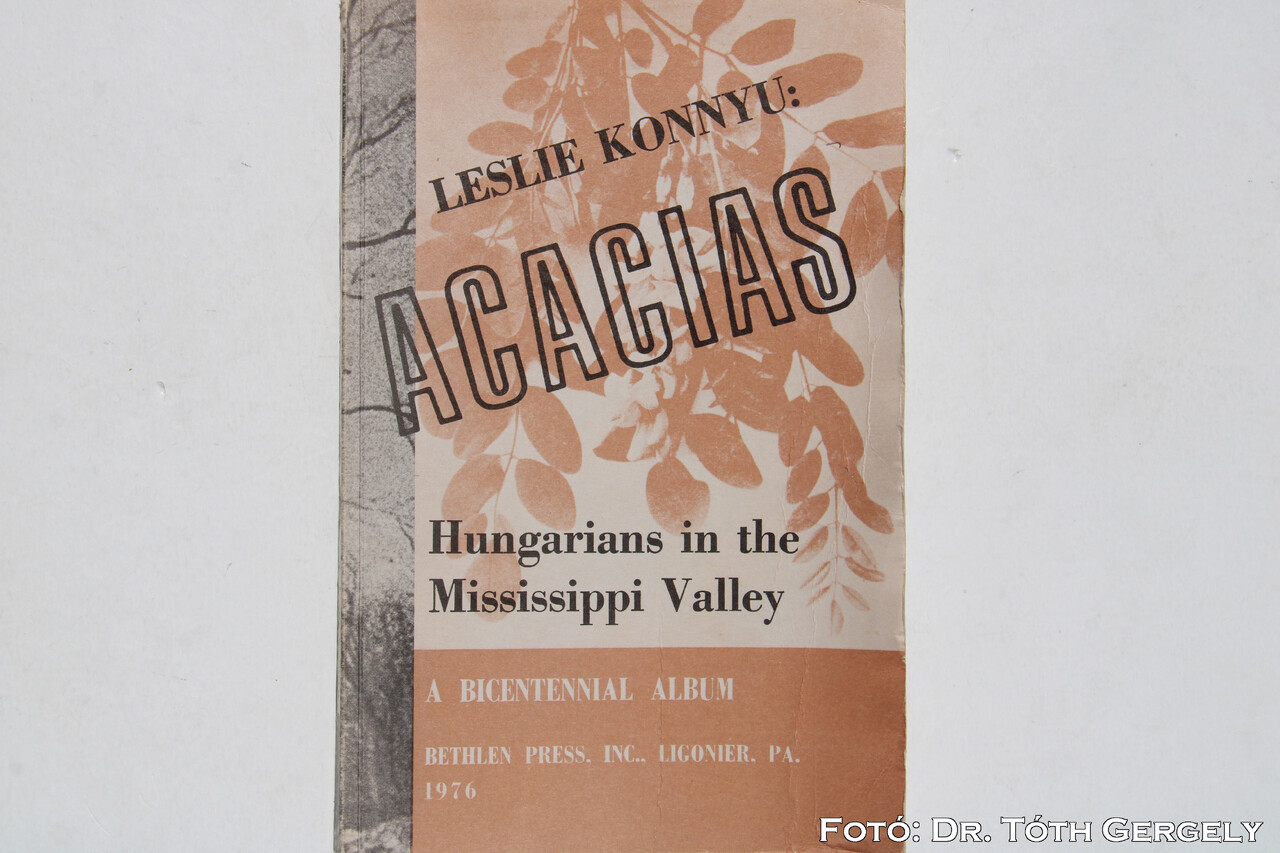 LESLIE KONNYU:
ACACIAS
Hungarians in the
Mississippi Valley
A BICENTENNIAL ALBUM
BETHLEN PRESS, INC., LIGONIER, PA.
1976
FOTÓ: DR. TÓTH GERGELY